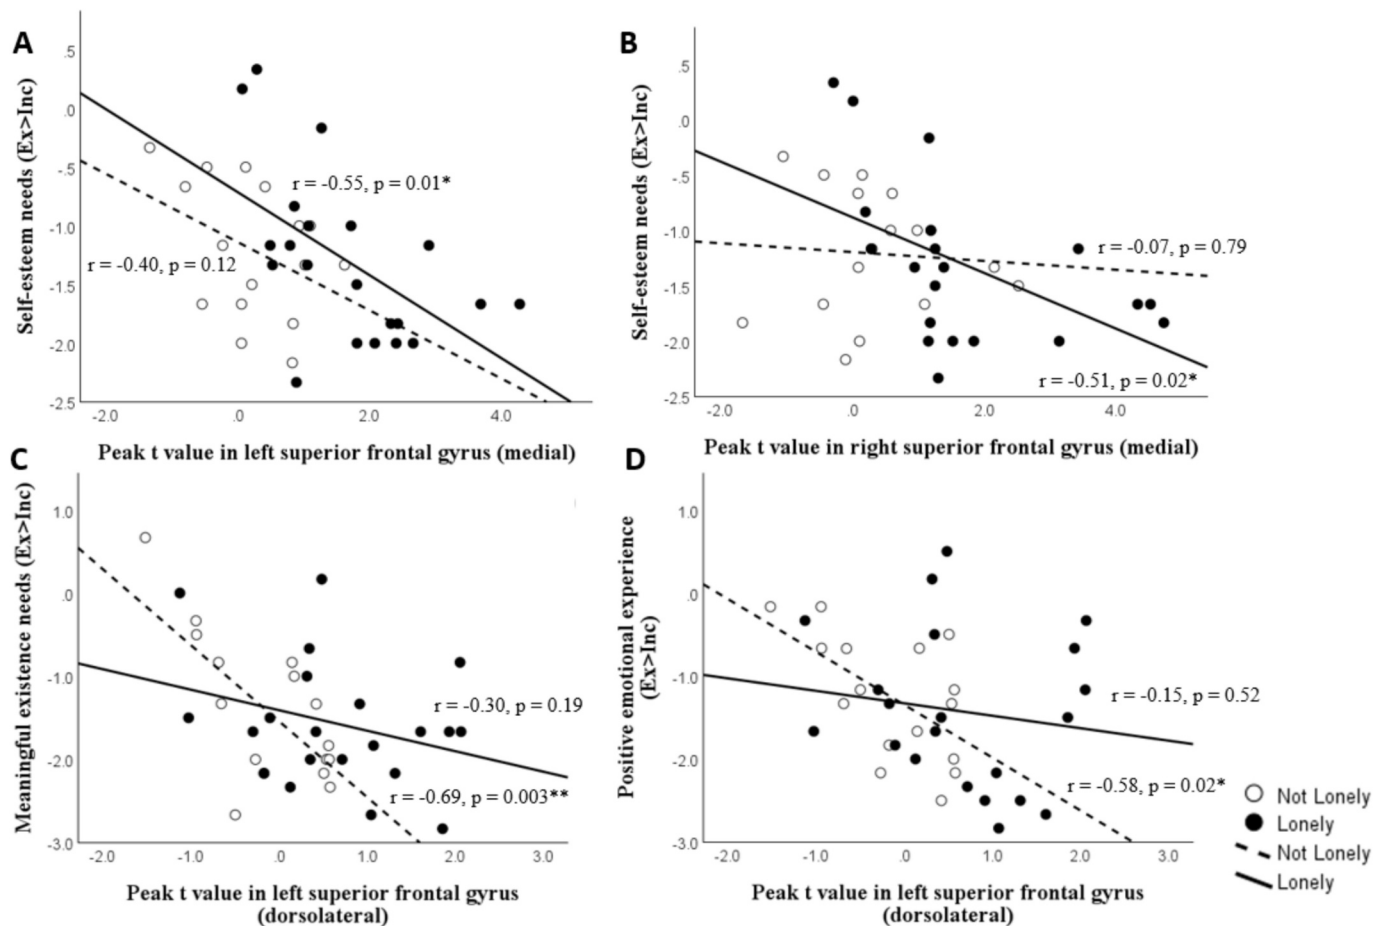 A
Self-esteem needs (Ex>Inc)
.5
.0
-.5
-1.0
-1.5
-2.0
-2.5
r = -0.55, p = 0.01*
r = -0.40, p = 0.12
-2.0 .0 2.0 4.0
Peak t value in left superior frontal gyrus (medial)
B
Self-esteem needs (Ex>Inc)
.5
.0
-.5
-1.0
-1.5
-2.0
-2.5
r = -0.07, p = 0.79
r = -0.51, p = 0.02*
-2.0 .0 2.0 4.0
Peak t value in right superior frontal gyrus (medial)
C
Meaningful existence needs (Ex>Inc)
1.0
.0
-1.0
-2.0
-3.0
r = -0.30, p = 0.19
r = -0.69, p = 0.003**
-2.0 -1.0 .0 1.0 2.0 3.0
Peak t value in left superior frontal gyrus
(dorsolateral)
D
Positive emotional experience
(Ex>Inc)
1.0
.0
-1.0
-2.0
-3.0
r = -0.15, p = 0.52
r = -0.58, p = 0.02*
-2.0 -1.0 .0 1.0 2.0 3.0
Peak t value in left superior frontal gyrus
(dorsolateral)
Not Lonely
Lonely
Not Lonely
Lonely